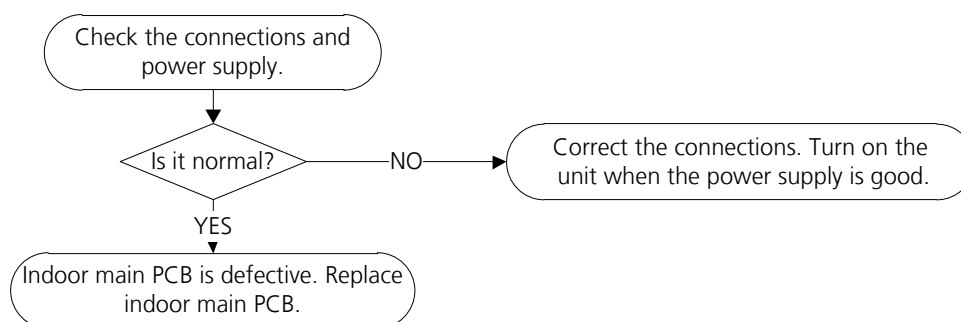 Check the connections and
power supply.
Is it normal?
NO
Correct the connections. Turn on the
unit when the power supply is good.
YES
Indoor main PCB is defective. Replace
indoor main PCB.